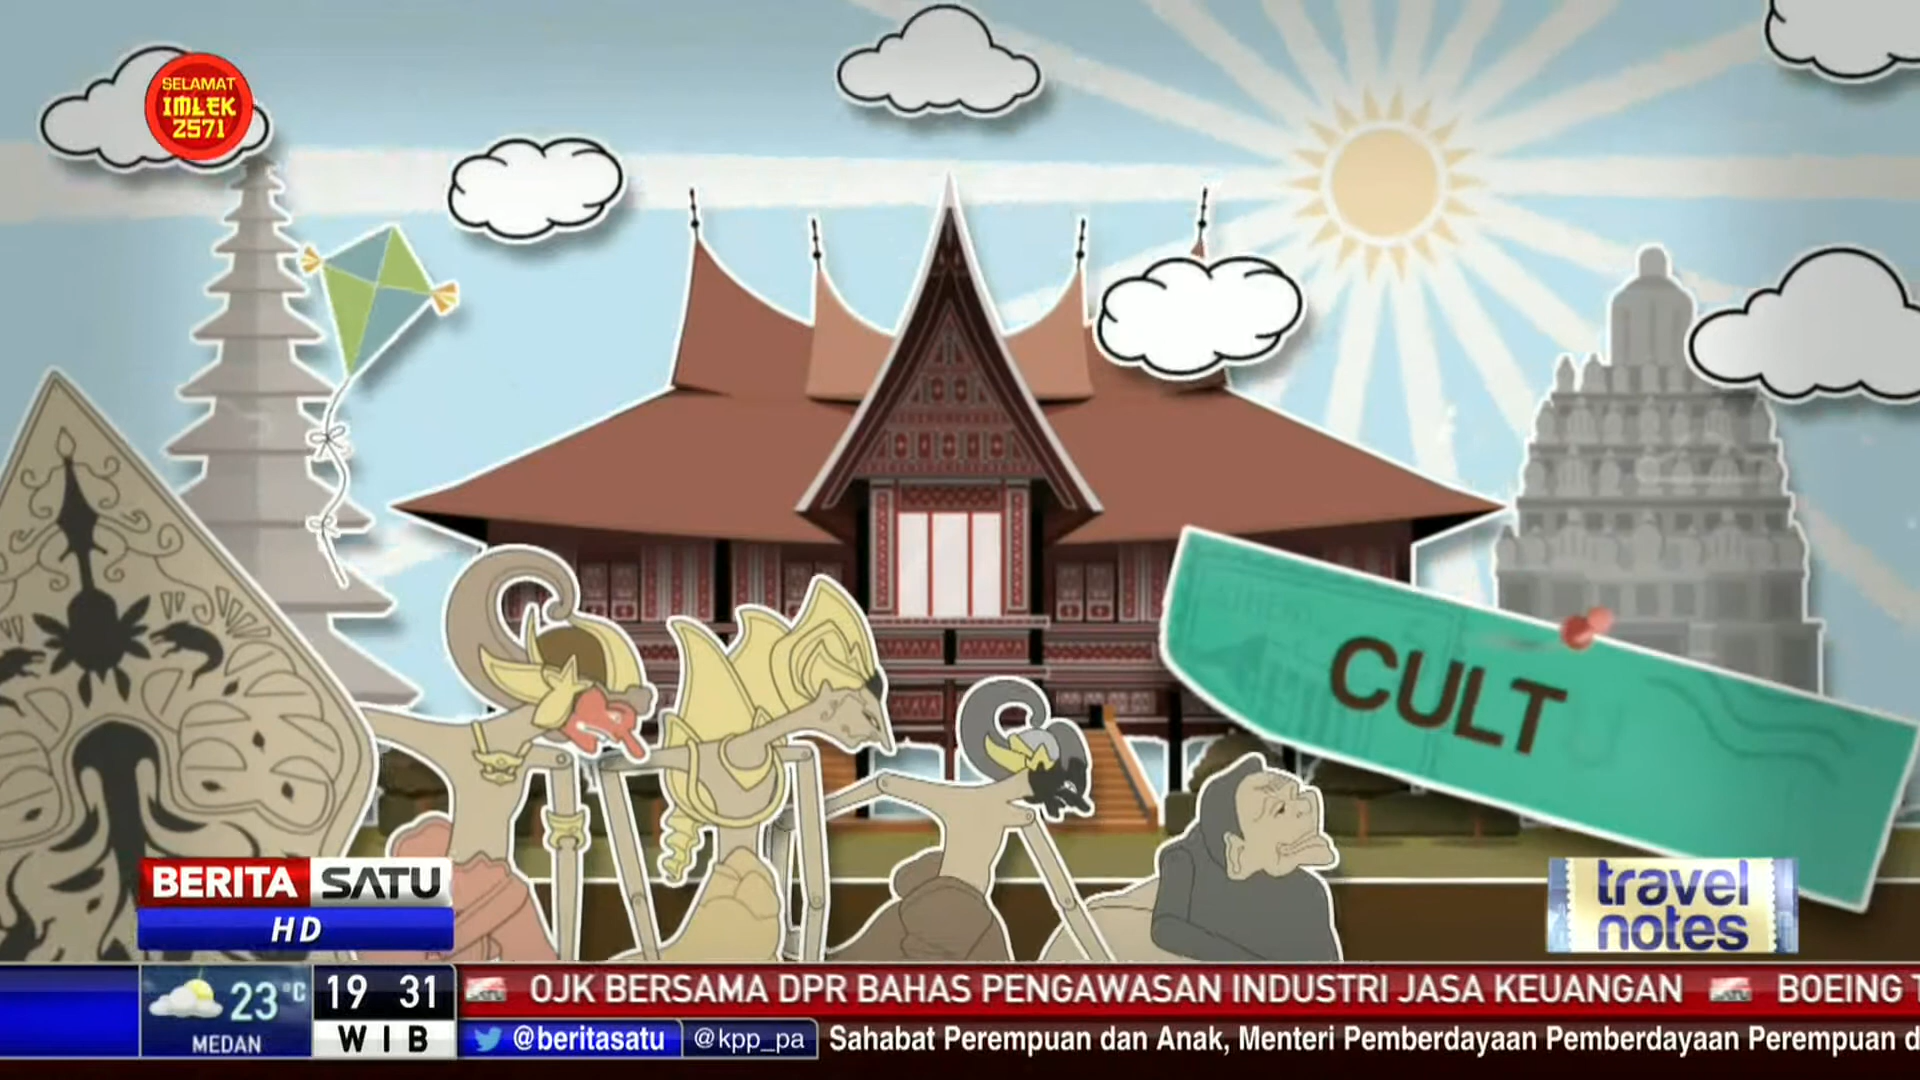 SELAMAT
IMLEK
2571
CULT
BERITA SATU
HD
travel
notes
23°C
MEDAN
19 31
WIB
OJK BERSAMA DPR BAHAS PENGAWASAN INDUSTRI JASA KEUANGAN
BOEING T
@beritasatu
@kpp_pa
Sahabat Perempuan dan Anak, Menteri Pemberdayaan Pemberdayaan Perempuan d